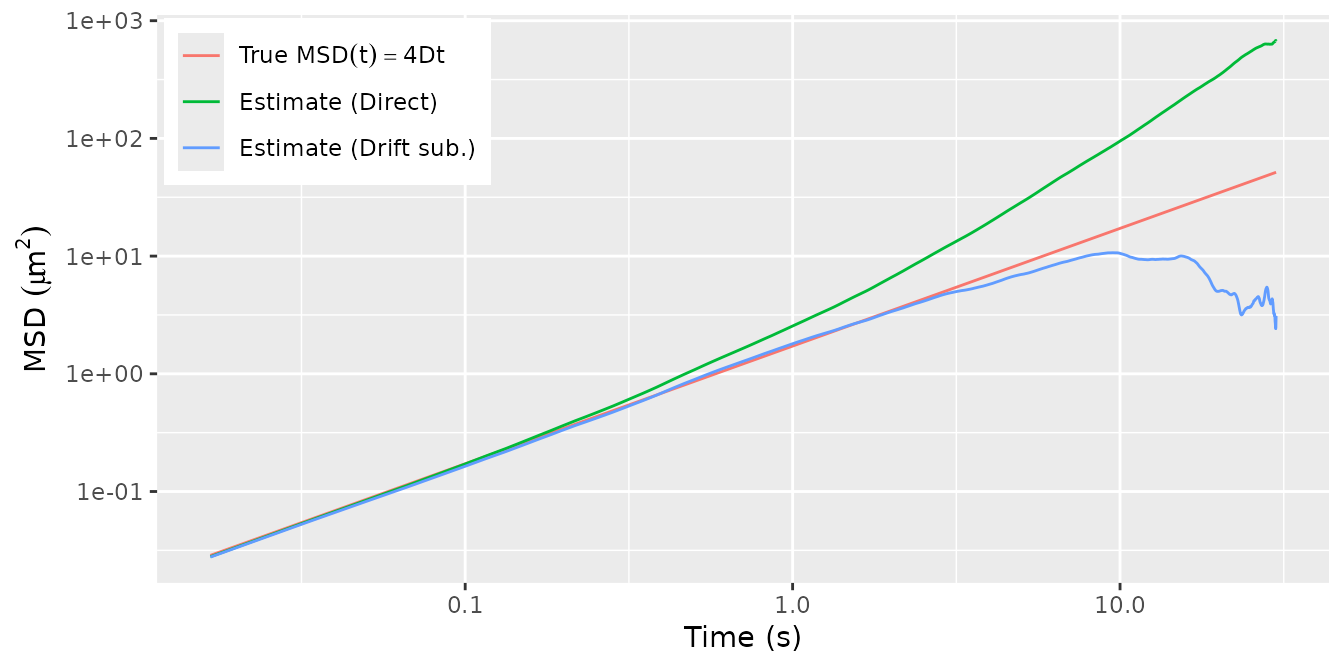 True MSD(t) = 4Dt
Estimate (Direct)
Estimate (Drift sub.)
MSD (μm²)
1e+03
1e+02
1e+01
1e+00
1e-01
0.1
1.0
10.0
Time (s)